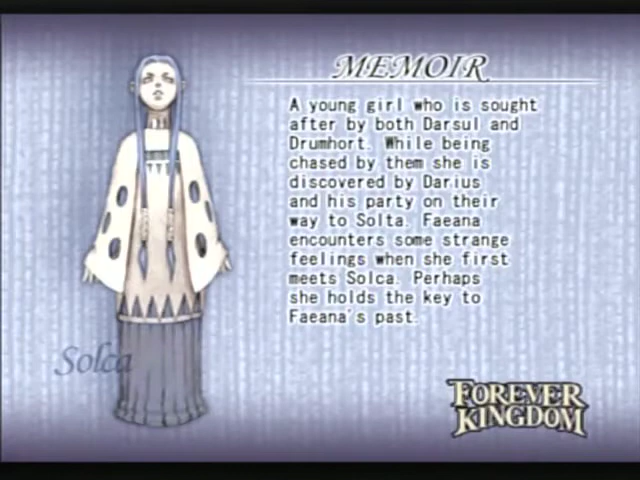 MEMOIR
A young girl who is sought
after by both Darsul and
Drumhort. While being
chased by them she is
discovered by Darius
and his party on their
way to Solta. Faeana
encounters some strange
feelings when she first
meets Solca. Perhaps
she holds the key to
Faeana's past.
Solca
FOREVER
KINGDOM